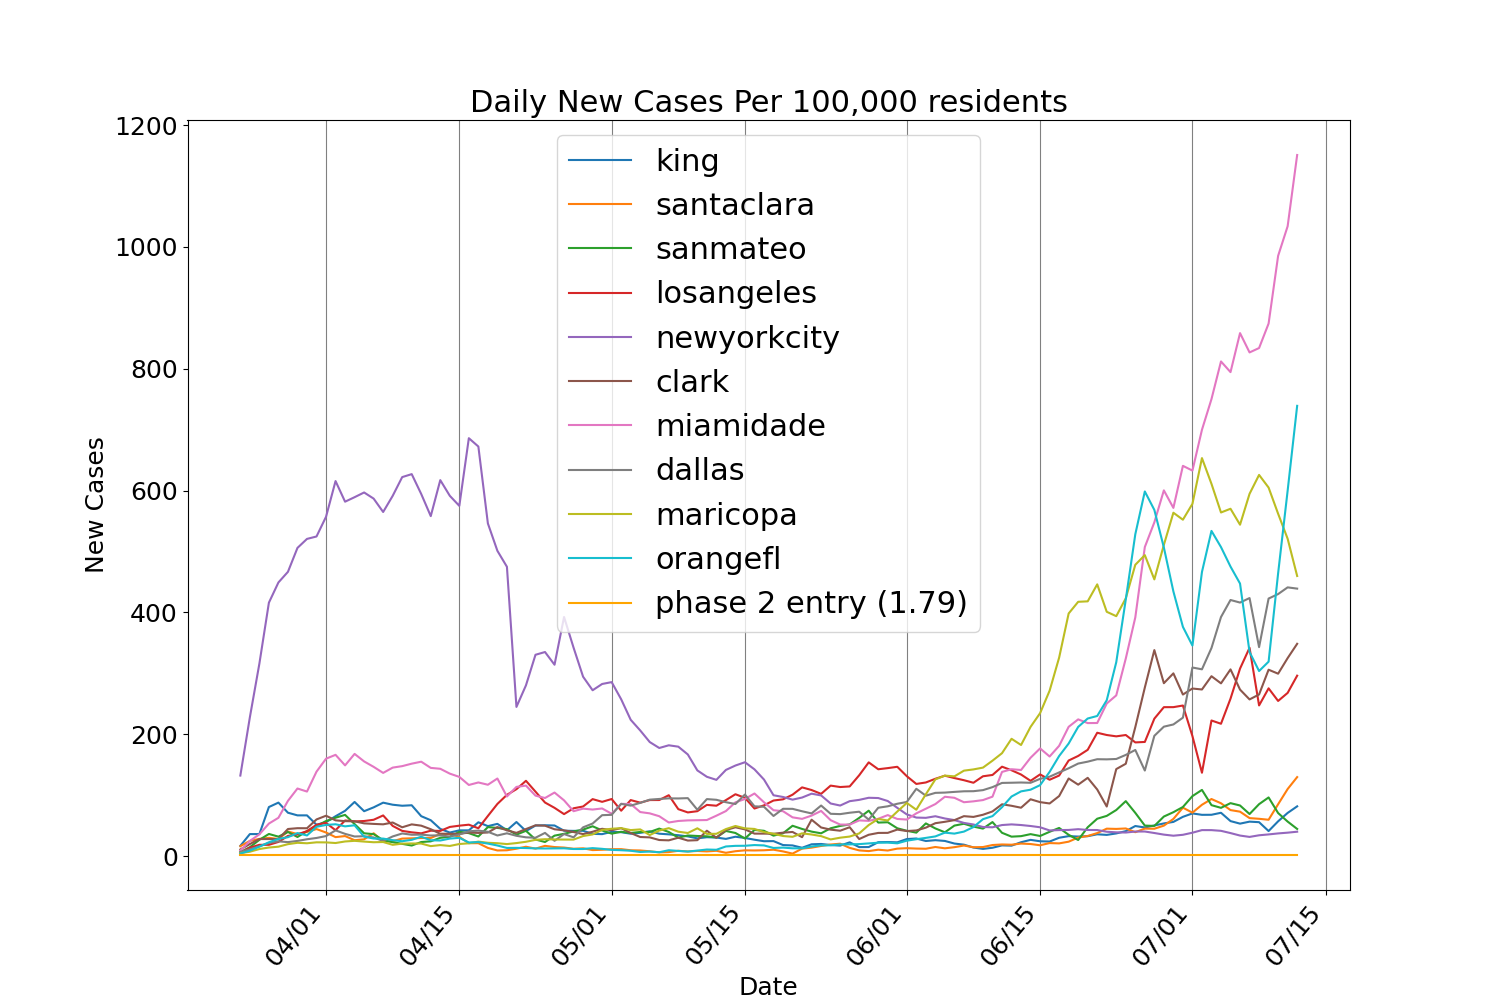 Daily New Cases Per 100,000 residents
1200
1000
800
600
400
200
0
New Cases
king
santaclara
sanmateo
losangeles
newyorkcity
clark
miamidade
dallas
maricopa
orangefl
phase 2 entry (1.79)
04/01
04/15
05/01
05/15
06/01
06/15
07/01
07/15
Date